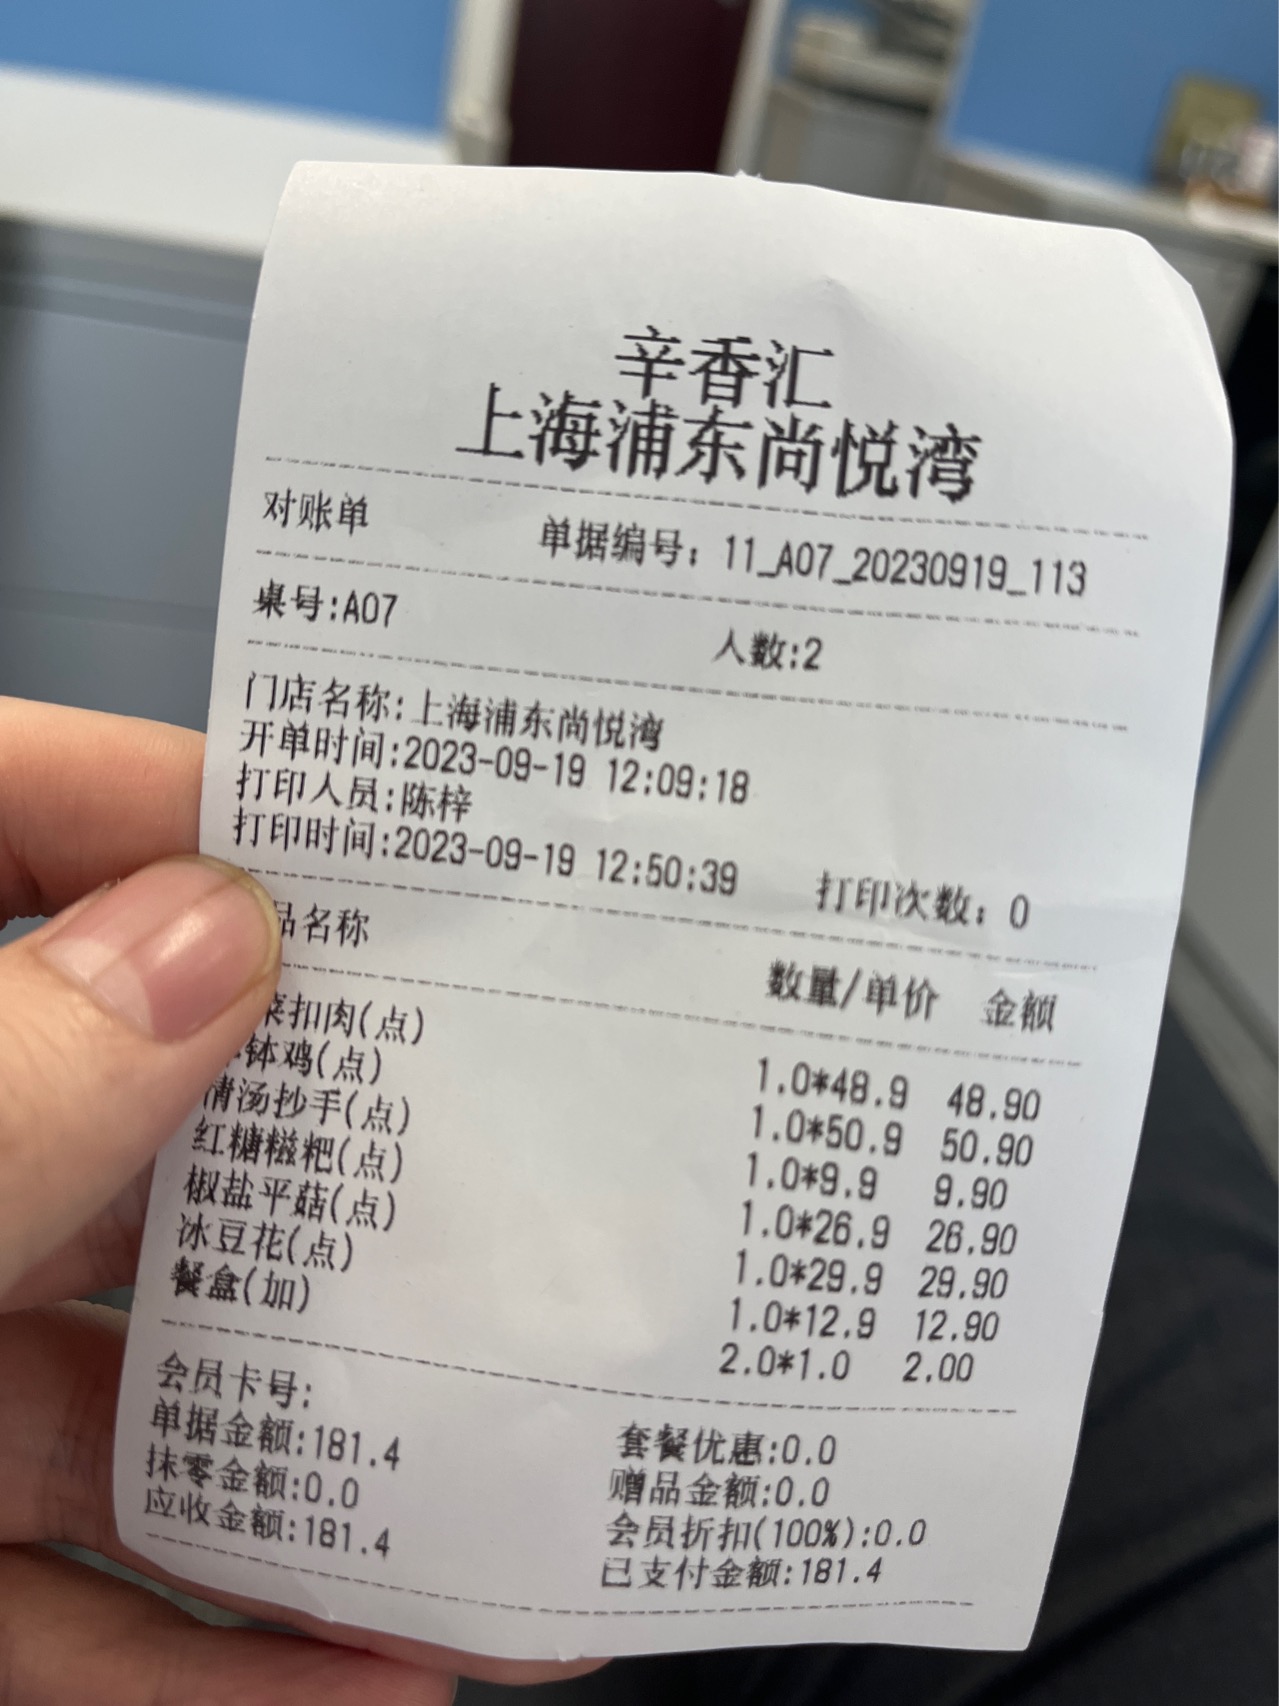 辛香汇
上海浦东尚悦湾
对账单 单据编号：11_A07_20230919_113
桌号:A07 人数:2
门店名称:上海浦东尚悦湾
开单时间:2023-09-19 12:09:18
打印人员:陈梓
打印时间:2023-09-19 12:50:39 打印次数：0
品名称 数量/单价 金额
菜扣肉(点) 1.0*48.9 48.90
钵鸡(点) 1.0*50.9 50.90
清汤抄手(点) 1.0*9.9 9.90
红糖糍粑(点) 1.0*26.9 26.90
椒盐平菇(点) 1.0*29.9 29.90
冰豆花(点) 1.0*12.9 12.90
餐盒(加) 2.0*1.0 2.00
会员卡号:
单据金额:181.4 套餐优惠:0.0
抹零金额:0.0 赠品金额:0.0
应收金额:181.4 会员折扣(100%):0.0
已支付金额:181.4